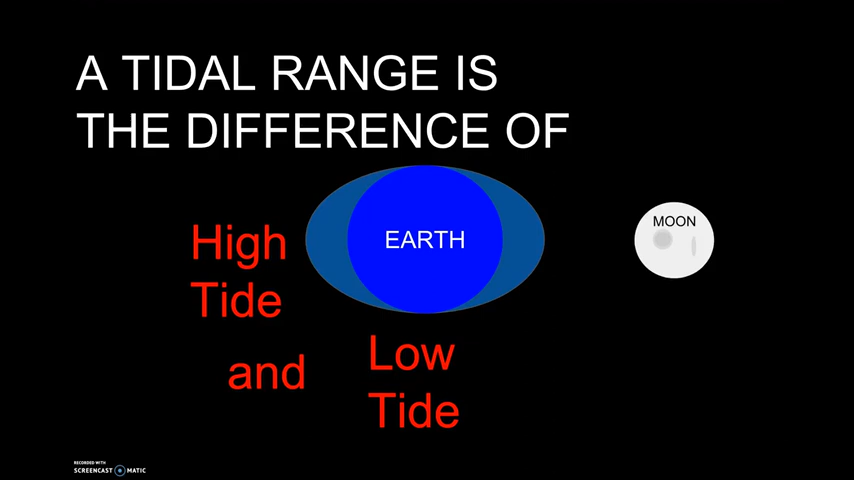 A TIDAL RANGE IS
THE DIFFERENCE OF
High
Tide
and
Low
Tide
EARTH
MOON
RECORDED WITH
SCREENCAST MATIC